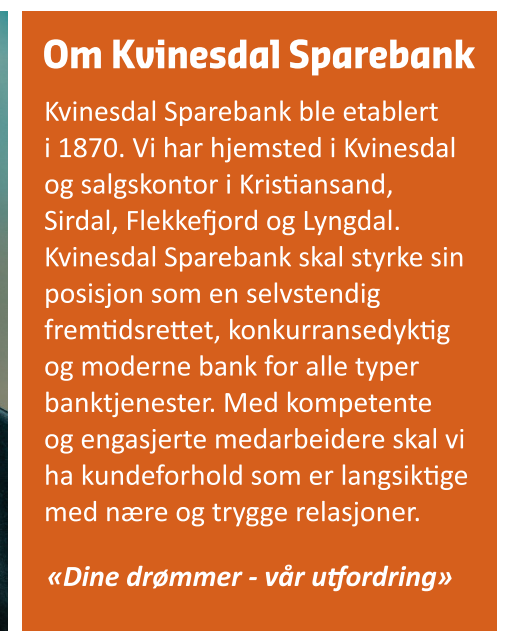 Om Kvinesdal Sparebank
Kvinesdal Sparebank ble etablert
i 1870. Vi har hjemsted i Kvinesdal
og salgskontor i Kristiansand,
Sirdal, Flekkefjord og Lyngdal.
Kvinesdal Sparebank skal styrke sin
posisjon som en selvstendig
fremtidsrettet, konkurransedyktig
og moderne bank for alle typer
banktjenester. Med kompetente
og engasjerte medarbeidere skal vi
ha kundeforhold som er langsiktige
med nære og trygge relasjoner.
«Dine drømmer - vår utfordring»